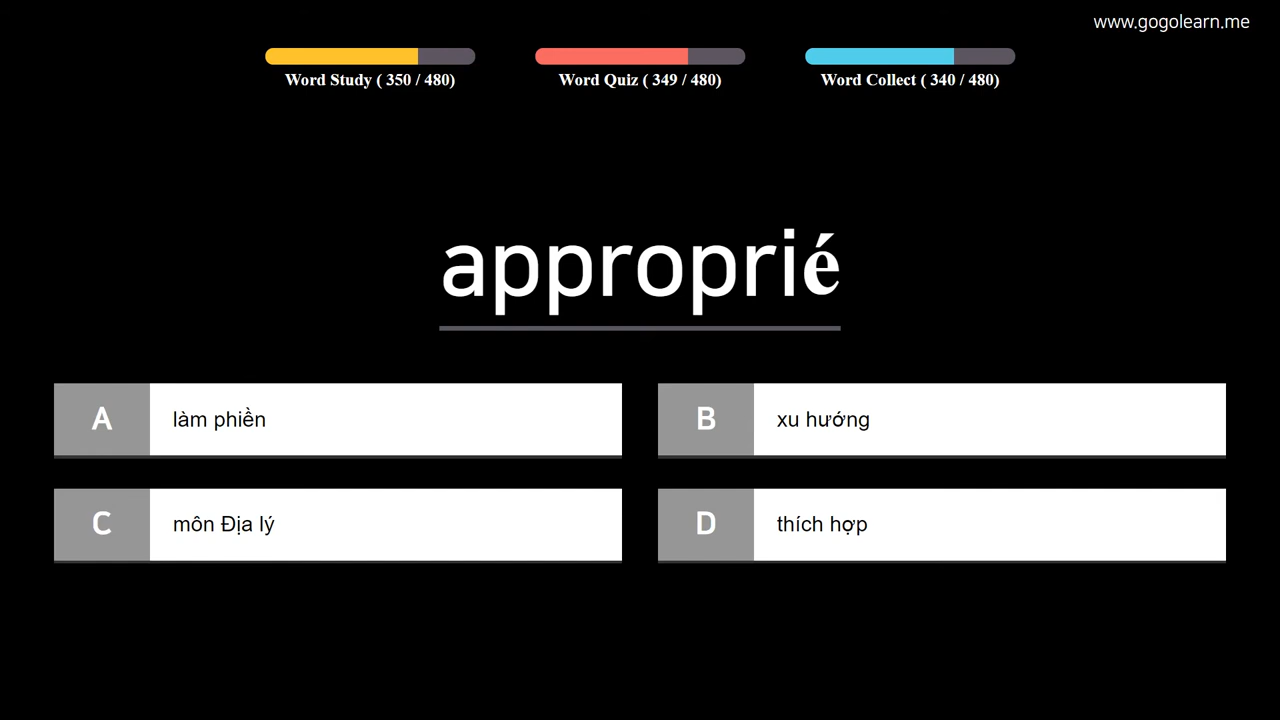 www.gogolearn.me
Word Study ( 350 / 480)
Word Quiz ( 349 / 480)
Word Collect ( 340 / 480)
approprié
A
làm phiền
B
xu hướng
C
môn Địa lý
D
thích hợp